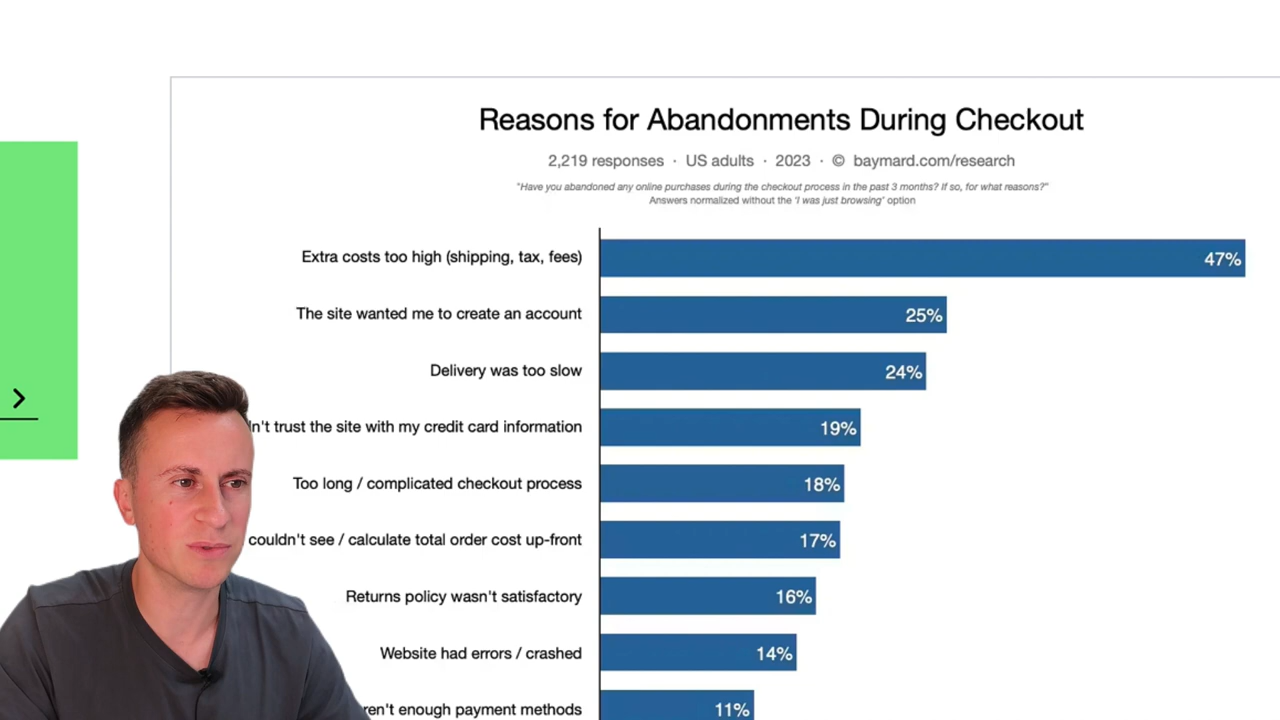 Reasons for Abandonments During Checkout
2,219 responses · US adults · 2023 · © baymard.com/research
"Have you abandoned any online purchases during the checkout process in the past 3 months? If so, for what reasons?"
Answers normalized without the 'I was just browsing' option
Extra costs too high (shipping, tax, fees) 47%
The site wanted me to create an account 25%
Delivery was too slow 24%
n't trust the site with my credit card information 19%
Too long / complicated checkout process 18%
couldn't see / calculate total order cost up-front 17%
Returns policy wasn't satisfactory 16%
Website had errors / crashed 14%
ren't enough payment methods 11%